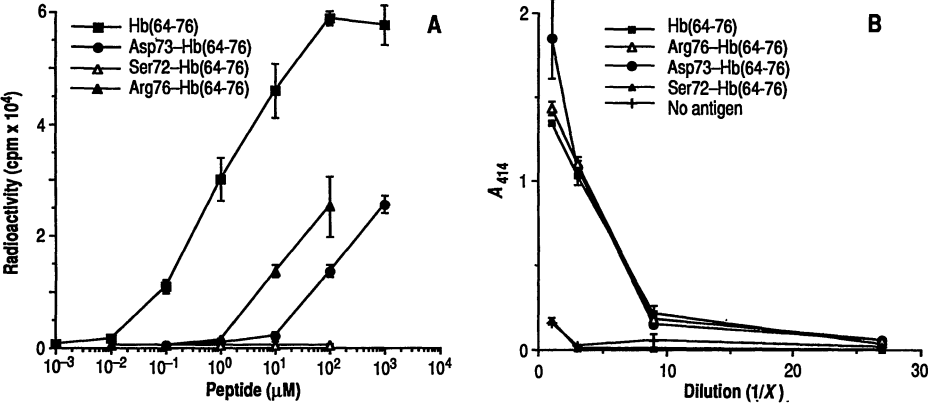 A
Hb(64-76)
Asp73–Hb(64-76)
Ser72–Hb(64-76)
Arg76–Hb(64-76)
Radioactivity (cpm x 10⁴)
6
4
2
0
10⁻³ 10⁻² 10⁻¹ 10⁰ 10¹ 10² 10³ 10⁴
Peptide (μM)
B
Hb(64-76)
Arg76–Hb(64-76)
Asp73–Hb(64-76)
Ser72–Hb(64-76)
No antigen
A₄₁₄
2
1
0
0 10 20 30
Dilution (1/X)